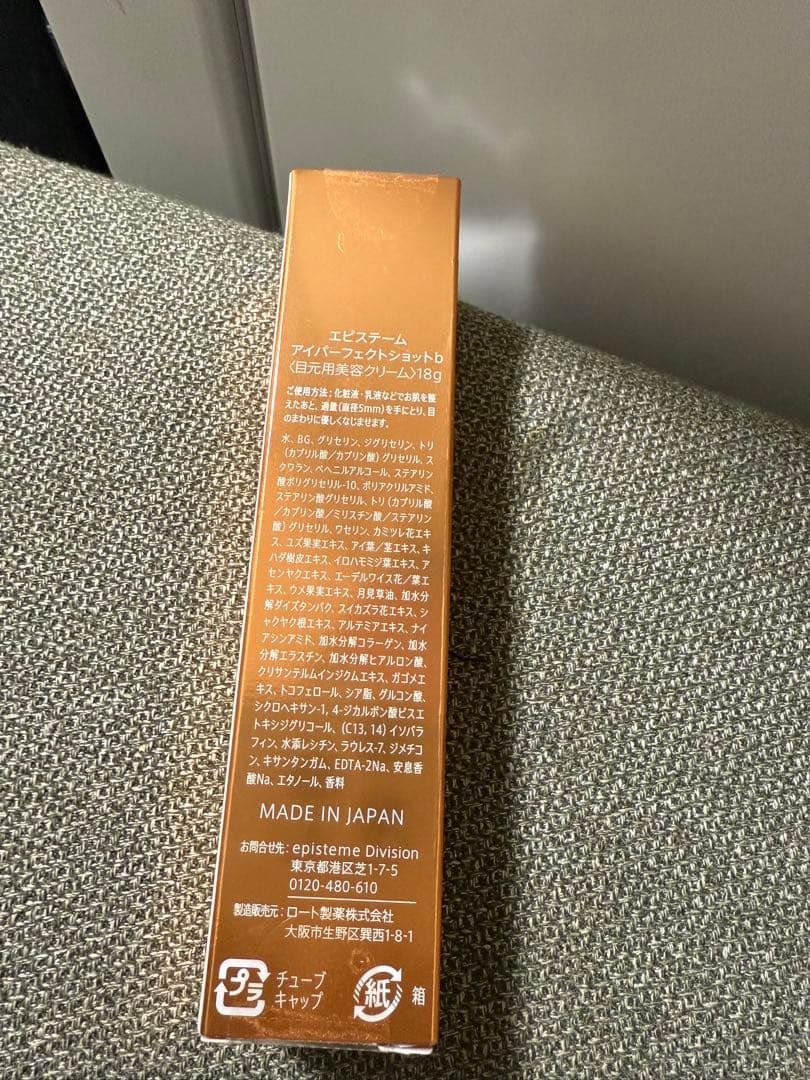 エピステーム
アイパーフェクトショットb
〈目元用美容クリーム〉18g
ご使用方法：化粧液・乳液などでお肌を整
えたあと、適量(直径5mm)を手にとり、目
のまわりに優しくなじませます。
水、BG、グリセリン、ジグリセリン、トリ
(カプリル酸／カプリン酸)グリセリル、ス
クワラン、ベヘニルアルコール、ステアリン
酸ポリグリセリル-10、ポリアクリルアミド、
ステアリン酸グリセリル、トリ(カプリル酸
／カプリン酸／ミリスチン酸／ステアリン
酸)グリセリル、ワセリン、カミツレ花エキ
ス、ユズ果実エキス、アイ葉／茎エキス、キ
ハダ樹皮エキス、イロハモミジ葉エキス、ア
センヤクエキス、エーデルワイス花／葉エ
キス、ウメ果実エキス、月見草油、加水分
解ダイズタンパク、スイカズラ花エキス、シ
ャクヤク根エキス、アルテミアエキス、ナイ
アシンアミド、加水分解コラーゲン、加水
分解エラスチン、加水分解ヒアルロン酸、
クリサンテルムインジクムエキス、ガゴメエ
キス、トコフェロール、シア脂、グルコン酸、
シクロヘキサン-1, 4-ジカルボン酸ビスエ
トキシジグリコール、(C13, 14)イソパラ
フィン、水添レシチン、ラウレス-7、ジメチコ
ン、キサンタンガム、EDTA-2Na、安息香
酸Na、エタノール、香料
MADE IN JAPAN
お問合せ先：episteme Division
東京都港区芝1-7-5
0120-480-610
製造販売元：ロート製薬株式会社
大阪市生野区巽西1-8-1
プラ チューブ
キャップ
紙 箱